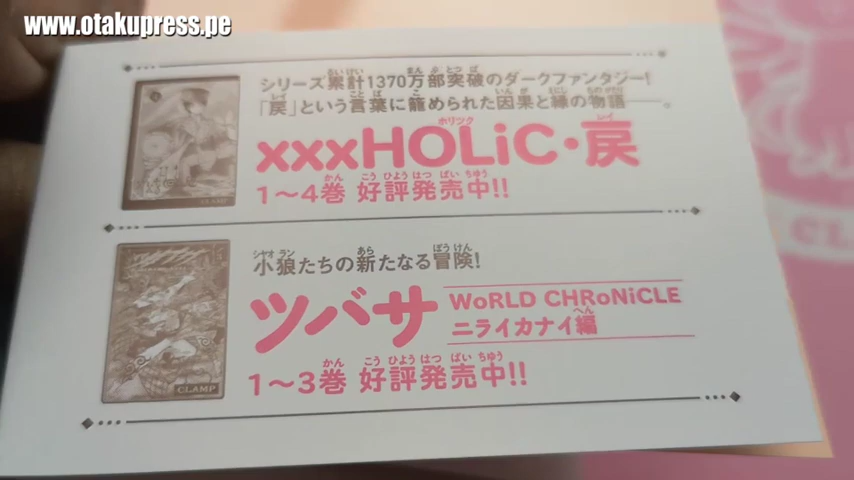 www.otakupress.pe
シリーズ累計1370万部突破のダークファンタジー!
「戻」という言葉に籠められた因果と縁の物語──。
xxxHOLiC・戻
1～4巻 好評発売中!!
CLAMP
小狼たちの新たなる冒険!
ツバサ WoRLD CHRoNiCLE
ニライカナイ編
1～3巻 好評発売中!!
CLAMP
CLAMP